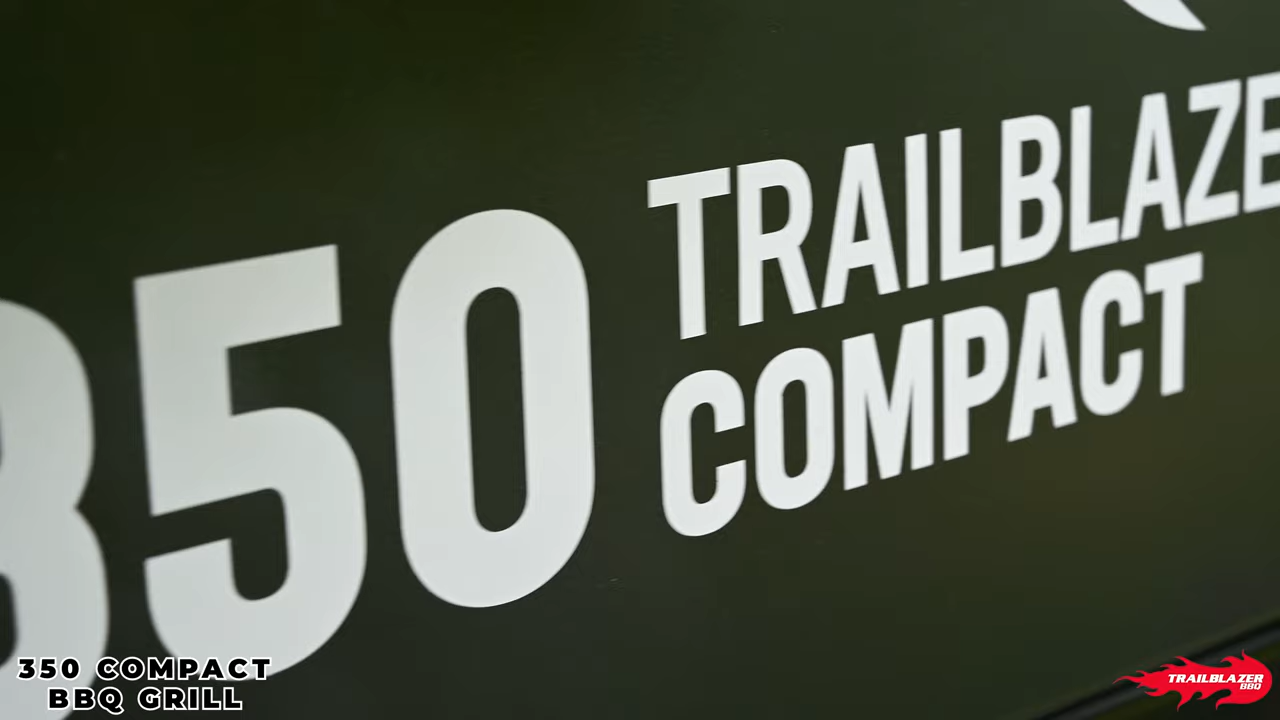 350
TRAILBLAZE
COMPACT
350 COMPACT
BBQ GRILL
TRAILBLAZER
BBQ